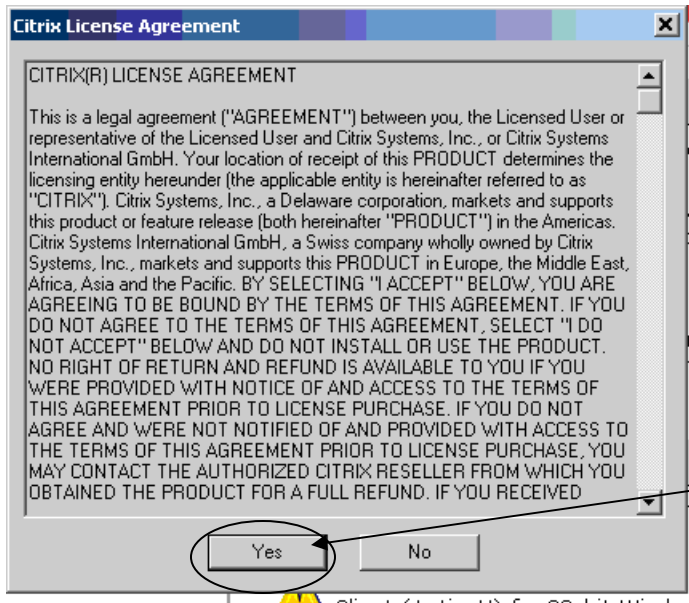 Citrix License Agreement
CITRIX(R) LICENSE AGREEMENT
This is a legal agreement ("AGREEMENT") between you, the Licensed User or
representative of the Licensed User and Citrix Systems, Inc., or Citrix Systems
International GmbH. Your location of receipt of this PRODUCT determines the
licensing entity hereunder (the applicable entity is hereinafter referred to as
"CITRIX"). Citrix Systems, Inc., a Delaware corporation, markets and supports
this product or feature release (both hereinafter "PRODUCT") in the Americas.
Citrix Systems International GmbH, a Swiss company wholly owned by Citrix
Systems, Inc., markets and supports this PRODUCT in Europe, the Middle East,
Africa, Asia and the Pacific. BY SELECTING "I ACCEPT" BELOW, YOU ARE
AGREEING TO BE BOUND BY THE TERMS OF THIS AGREEMENT. IF YOU
DO NOT AGREE TO THE TERMS OF THIS AGREEMENT, SELECT "I DO
NOT ACCEPT" BELOW AND DO NOT INSTALL OR USE THE PRODUCT.
NO RIGHT OF RETURN AND REFUND IS AVAILABLE TO YOU IF YOU
WERE PROVIDED WITH NOTICE OF AND ACCESS TO THE TERMS OF
THIS AGREEMENT PRIOR TO LICENSE PURCHASE. IF YOU DO NOT
AGREE AND WERE NOT NOTIFIED OF AND PROVIDED WITH ACCESS TO
THE TERMS OF THIS AGREEMENT PRIOR TO LICENSE PURCHASE, YOU
MAY CONTACT THE AUTHORIZED CITRIX RESELLER FROM WHICH YOU
OBTAINED THE PRODUCT FOR A FULL REFUND. IF YOU RECEIVED
Yes No